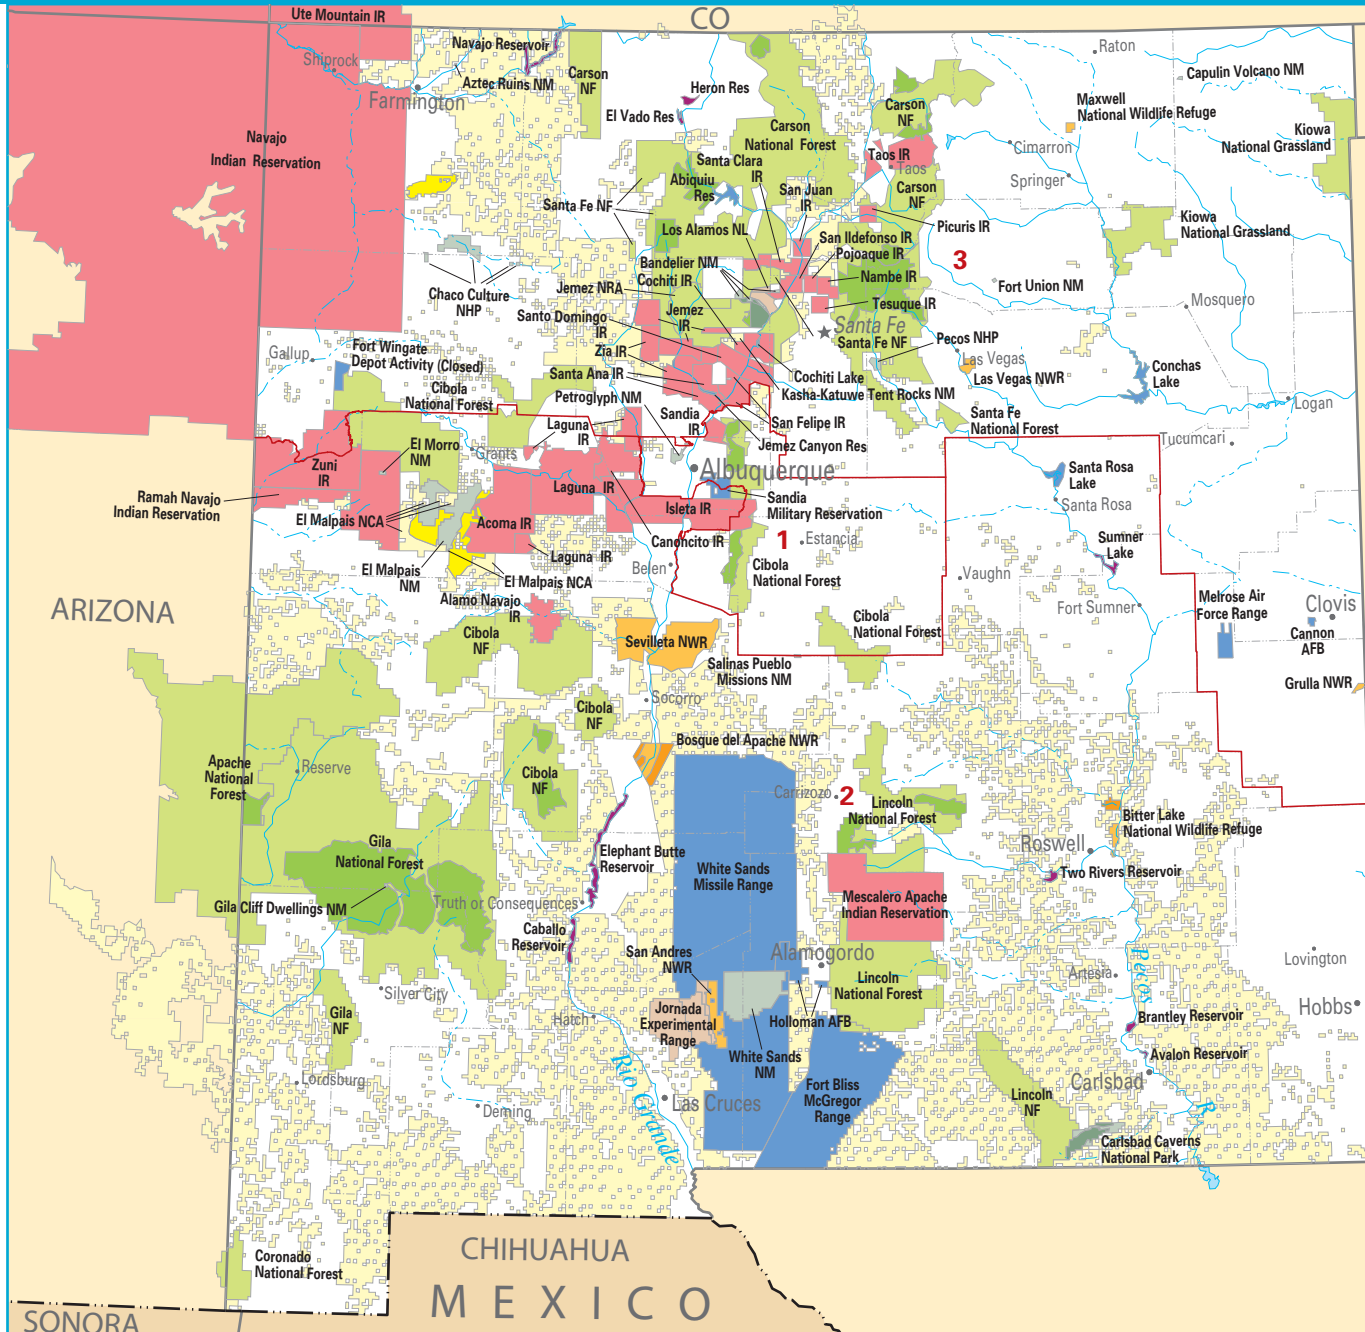 CO
Ute Mountain IR
Navajo Reservoir
Shiprock
Raton
Aztec Ruins NM
Carson
NF
Capulin Volcano NM
Farmington
Heron Res
El Vado Res
Carson
NF
Maxwell
National Wildlife Refuge
Kiowa
National Grassland
Navajo
Indian Reservation
Carson
National Forest
Cimarron
Santa Clara
IR
Taos IR
Taos
Springer
Abiquiu
Res
San Juan
IR
Carson
NF
Santa Fe NF
Kiowa
National Grassland
Picuris IR
Los Alamos NL
San Ildefonso IR
Pojoaque IR
3
Bandelier NM
Cochiti IR
Nambe IR
Chaco Culture
NHP
Jemez NRA
Fort Union NM
Tesuque IR
Mosquero
Santo Domingo
IR
Jemez
IR
Santa Fe
Santa Fe NF
Pecos NHP
Gallup
Fort Wingate
Depot Activity (Closed)
Zia IR
Las Vegas
Las Vegas NWR
Conchas
Lake
Santa Ana IR
Cochiti Lake
Kasha-Katuwe Tent Rocks NM
Cibola
National Forest
Petroglyph NM
Logan
Sandia
IR
San Felipe IR
Santa Fe
National Forest
Laguna
IR
Jemez Canyon Res
Tucumcari
El Morro
NM
Grants
Zuni
IR
Albuquerque
Santa Rosa
Lake
Santa Rosa
Ramah Navajo
Indian Reservation
Laguna IR
Sandia
Military Reservation
Isleta IR
El Malpais NCA
Acoma IR
Canoncito IR
1
Estancia
Summer
Lake
Laguna IR
El Malpais
NM
Belen
Cibola
National Forest
Vaughn
El Malpais NCA
Melrose Air
Force Range
ARIZONA
Alamo Navajo
IR
Fort Sumner
Clovis
Cibola
National Forest
Cannon
AFB
Cibola
NF
Sevilleta NWR
Salinas Pueblo
Missions NM
Grulla NWR
Socorro
Cibola
NF
Bosque del Apache NWR
Apache
National
Forest
Reserve
Cibola
NF
Carrizozo
2
Lincoln
National Forest
Bitter Lake
National Wildlife Refuge
Gila
National Forest
Elephant Butte
Reservoir
White Sands
Missile Range
Roswell
Two Rivers Reservoir
Gila Cliff Dwellings NM
Truth or Consequences
Mescalero Apache
Indian Reservation
Caballo
Reservoir
San Andres
NWR
Alamogordo
Pecos
Lovington
Artesia
Silver City
Lincoln
National Forest
Hobbs
Gila
NF
Hatch
Jornada
Experimental
Range
Holloman AFB
Brantley Reservoir
White Sands
NM
Avalon Reservoir
Rio Grande
Lordsburg
Fort Bliss
McGregor
Range
Carlsbad
Las Cruces
Lincoln
NF
R
Deming
Carlsbad Caverns
National Park
Coronado
National Forest
CHIHUAHUA
MEXICO
SONORA